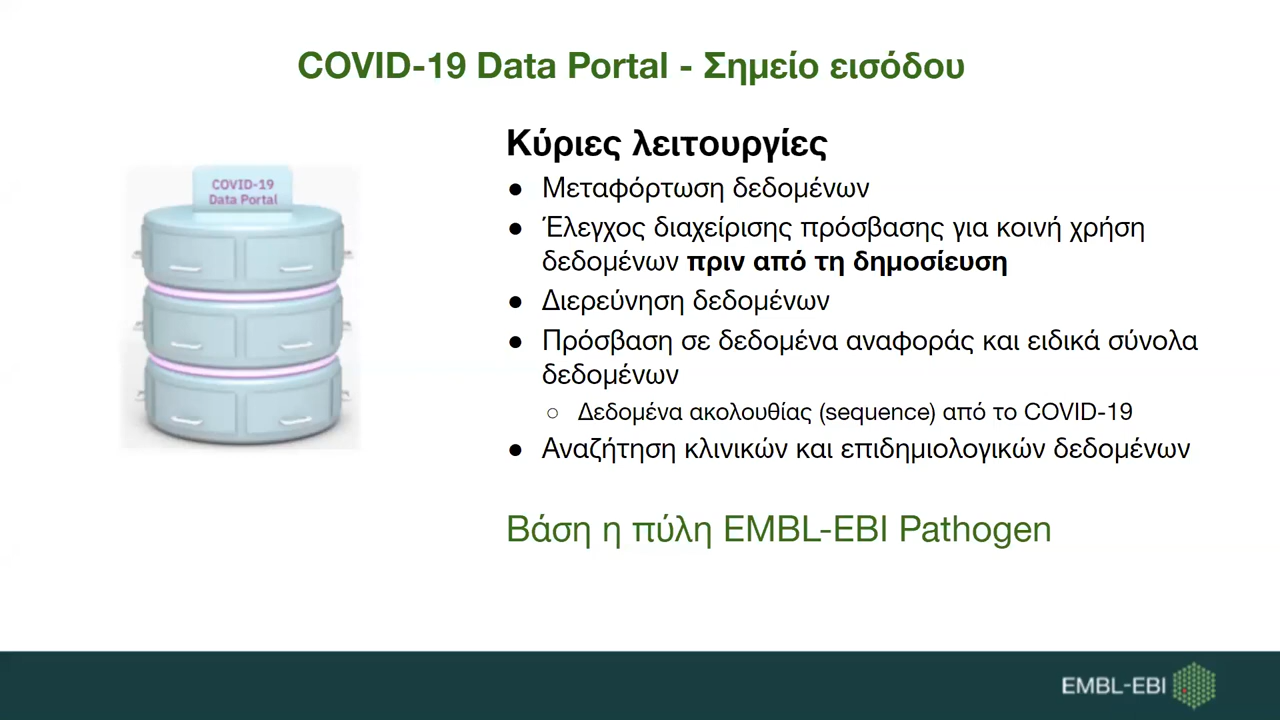 COVID-19 Data Portal - Σημείο εισόδου
COVID-19
Data Portal
Κύριες λειτουργίες
● Μεταφόρτωση δεδομένων
● Έλεγχος διαχείρισης πρόσβασης για κοινή χρήση
δεδομένων πριν από τη δημοσίευση
● Διερεύνηση δεδομένων
● Πρόσβαση σε δεδομένα αναφοράς και ειδικά σύνολα
δεδομένων
○ Δεδομένα ακολουθίας (sequence) από το COVID-19
● Αναζήτηση κλινικών και επιδημιολογικών δεδομένων
Βάση η πύλη EMBL-EBI Pathogen
EMBL-EBI